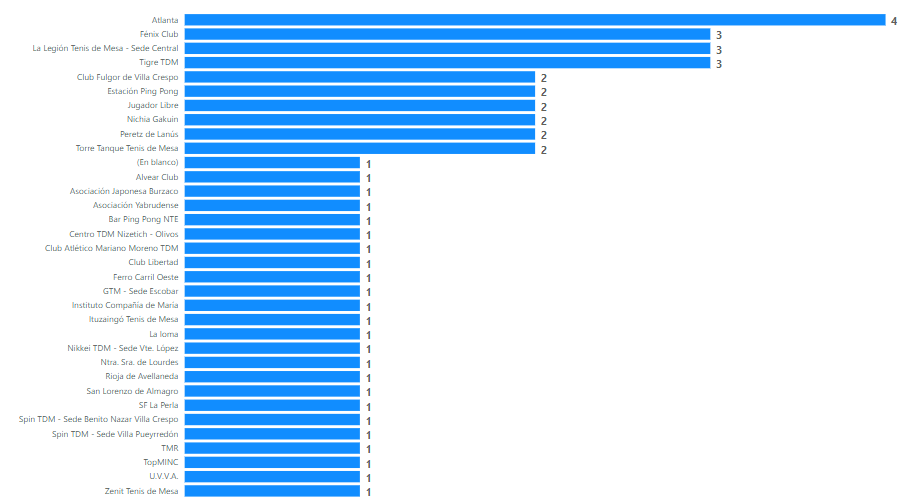 Atlanta 4
Fénix Club 3
La Legión Tenis de Mesa - Sede Central 3
Tigre TDM 3
Club Fulgor de Villa Crespo 2
Estación Ping Pong 2
Jugador Libre 2
Nichia Gakuin 2
Peretz de Lanús 2
Torre Tanque Tenis de Mesa 2
(En blanco) 1
Alvear Club 1
Asociación Japonesa Burzaco 1
Asociación Yabrudense 1
Bar Ping Pong NTE 1
Centro TDM Nizetich - Olivos 1
Club Atlético Mariano Moreno TDM 1
Club Libertad 1
Ferro Carril Oeste 1
GTM - Sede Escobar 1
Instituto Compañía de María 1
Ituzaingó Tenis de Mesa 1
La loma 1
Nikkei TDM - Sede Vte. López 1
Ntra. Sra. de Lourdes 1
Rioja de Avellaneda 1
San Lorenzo de Almagro 1
SF La Perla 1
Spin TDM - Sede Benito Nazar Villa Crespo 1
Spin TDM - Sede Villa Pueyrredón 1
TMR 1
TopMINC 1
U.V.V.A. 1
Zenit Tenis de Mesa 1